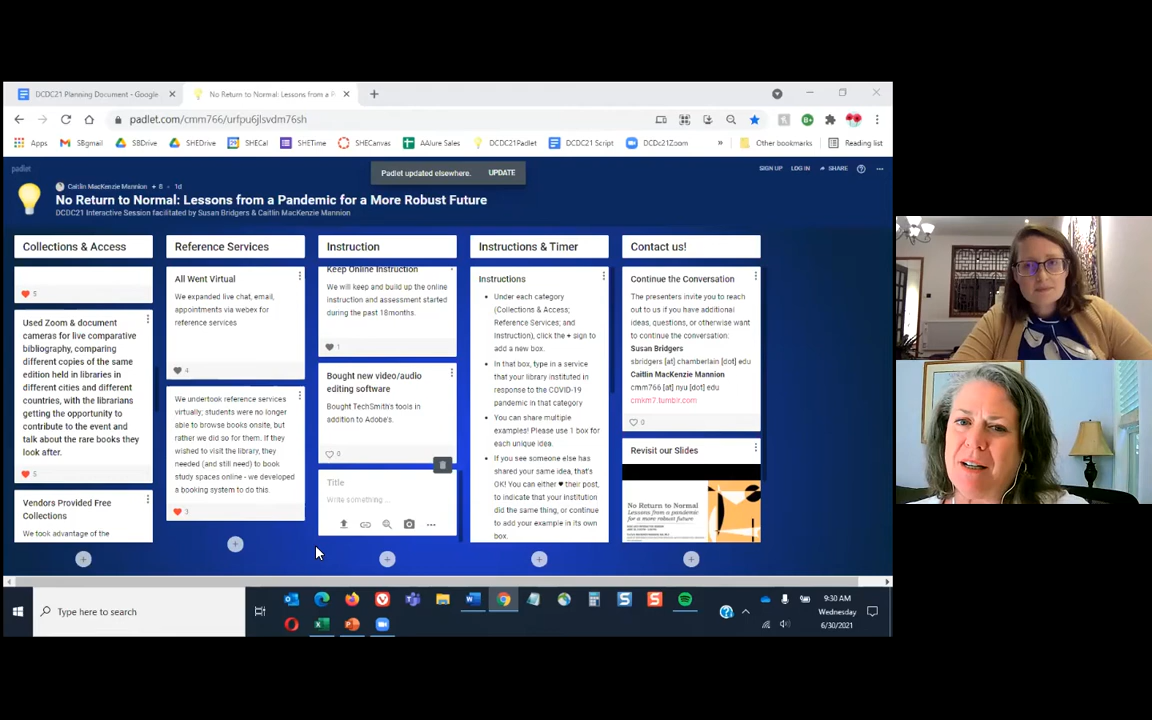 DCDC21 Planning Document - Google
No Return to Normal: Lessons from a P
padlet.com/cmm766/urfpu6jlsvdm76sh
Apps
SBgmail
SBDrive
SHEDrive
SHECal
SHETime
SHECanvas
AAlure Sales
DCDC21Padlet
DCDC21 Script
DCDc21Zoom
»
Other bookmarks
Reading list
padlet
Padlet updated elsewhere.
UPDATE
SIGN UP
LOG IN
SHARE
Caitlin MacKenzie Mannion + 8 • 1d
No Return to Normal: Lessons from a Pandemic for a More Robust Future
DCDC21 Interactive Session facilitated by Susan Bridgers & Caitlin MacKenzie Mannion
Collections & Access
5
Used Zoom & document
cameras for live comparative
bibliography, comparing
different copies of the same
edition held in libraries in
different cities and different
countries, with the librarians
getting the opportunity to
contribute to the event and
talk about the rare books they
look after.
5
Vendors Provided Free
Collections
We took advantage of the
Reference Services
All Went Virtual
We expanded live chat, email,
appointments via webex for
reference services
4
We undertook reference services
virtually; students were no longer
able to browse books onsite, but
rather we did so for them. If they
wished to visit the library, they
needed (and still need) to book
study spaces online - we developed
a booking system to do this.
3
Instruction
Keep Online Instruction
We will keep and build up the online
instruction and assessment started
during the past 18months.
1
Bought new video/audio
editing software
Bought TechSmith's tools in
addition to Adobe's.
0
Title
Write something ...
Instructions & Timer
Instructions
• Under each category
(Collections & Access;
Reference Services; and
Instruction), click the + sign to
add a new box.
• In that box, type in a service
that your library instituted in
response to the COVID-19
pandemic in that category
• You can share multiple
examples! Please use 1 box for
each unique idea.
• If you see someone else has
shared your same idea, that's
OK! You can either ♥ their post,
to indicate that your institution
did the same thing, or continue
to add your example in its own
box.
Contact us!
Continue the Conversation
The presenters invite you to reach
out to us if you have additional
ideas, questions, or otherwise want
to continue the conversation:
Susan Bridgers
sbridgers [at] chamberlain [dot] edu
Caitlin MacKenzie Mannion
cmm766 [at] nyu [dot] edu
cmkm7.tumblr.com
0
Revisit our Slides
No Return to Normal
Lessons from a pandemic
for a more robust future
Type here to search
9:30 AM
Wednesday
6/30/2021